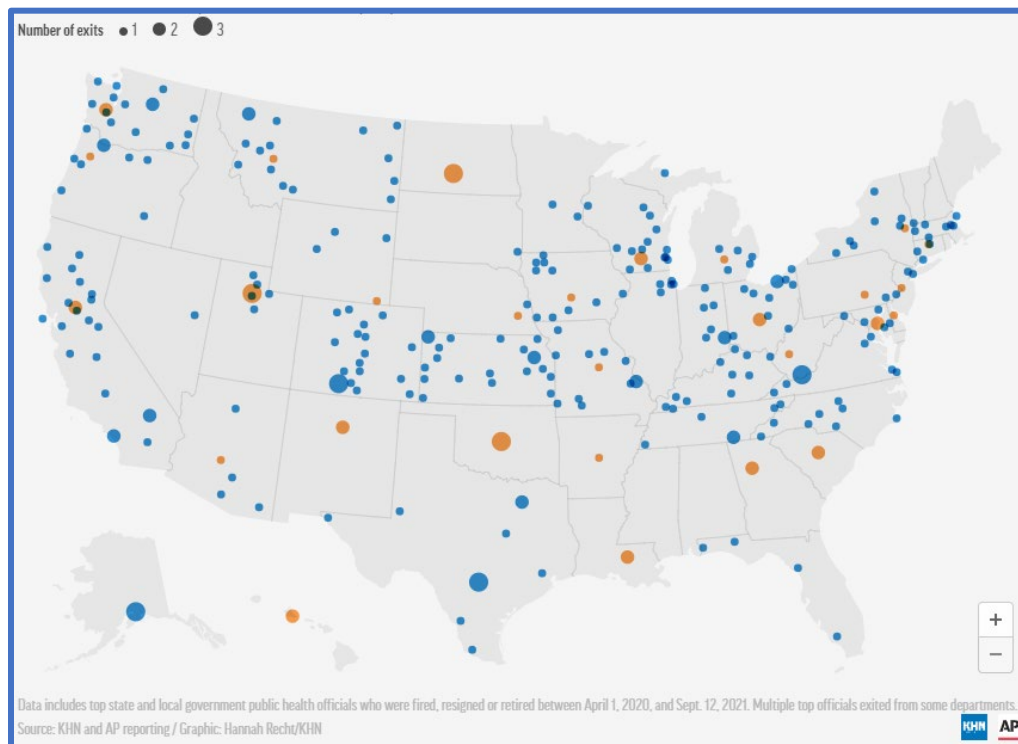 Number of exits 1 2 3
+
−
Data includes top state and local government public health officials who were fired, resigned or retired between April 1, 2020, and Sept. 12, 2021. Multiple top officials exited from some departments.
Source: KHN and AP reporting / Graphic: Hannah Recht/KHN
KHN AP